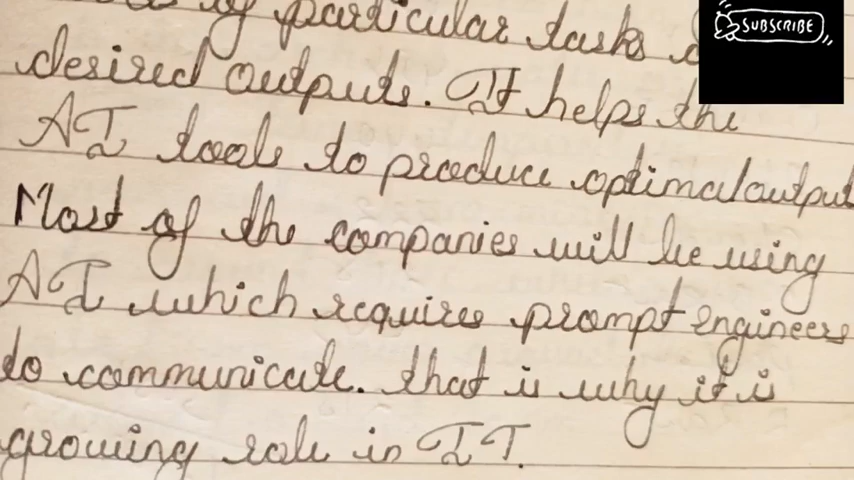 of particular tasks
SUBSCRIBE
desired outputs. It helps the
AI tools to produce optimal output
Most of the companies will be using
AI which requires prompt engineers
to communicate. that is why it is
growing role in IT.